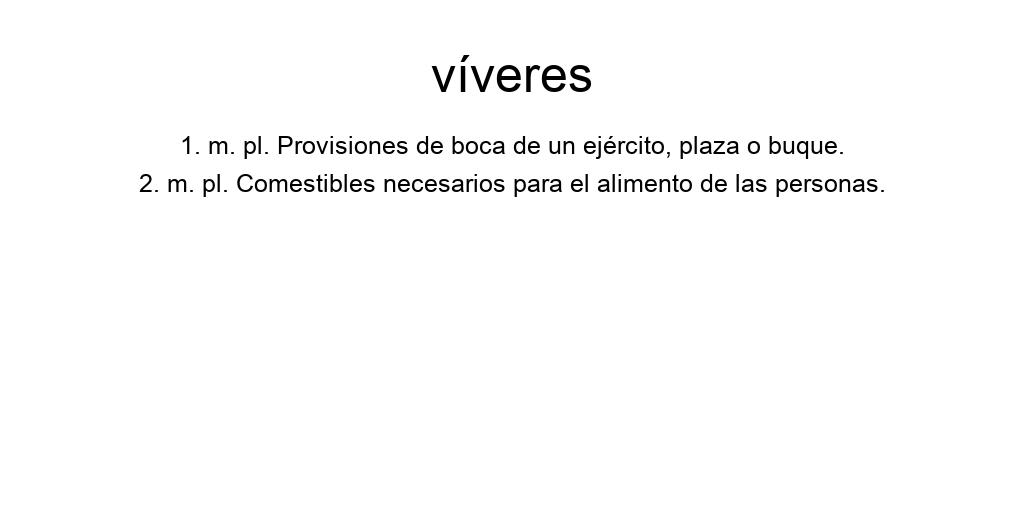 víveres
1. m. pl. Provisiones de boca de un ejército, plaza o buque.
2. m. pl. Comestibles necesarios para el alimento de las personas.